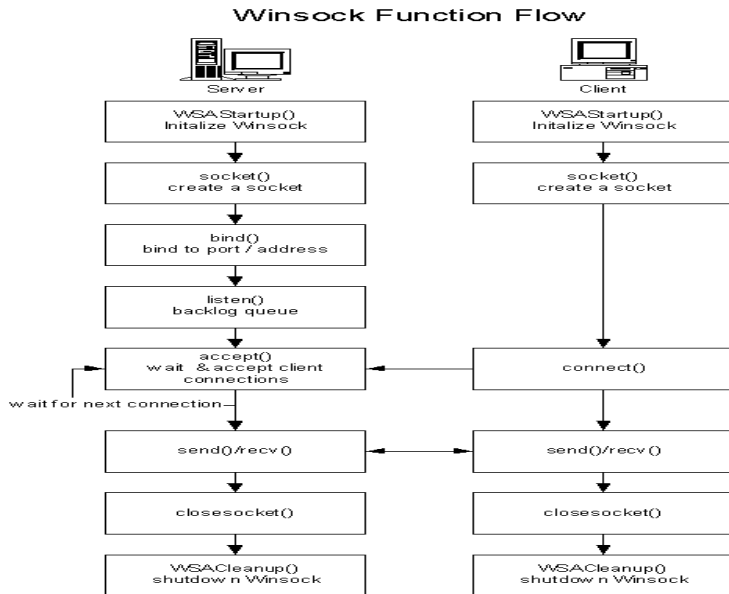 Winsock Function Flow
Server
WSAStartup()
Initalize Winsock
socket()
create a socket
bind()
bind to port / address
listen()
backlog queue
accept()
wait & accept client
connections
wait for next connection
send()/recv()
closesocket()
WSACleanup()
shutdown Winsock
Client
WSAStartup()
Initalize Winsock
socket()
create a socket
connect()
send()/recv()
closesocket()
WSACleanup()
shutdown Winsock